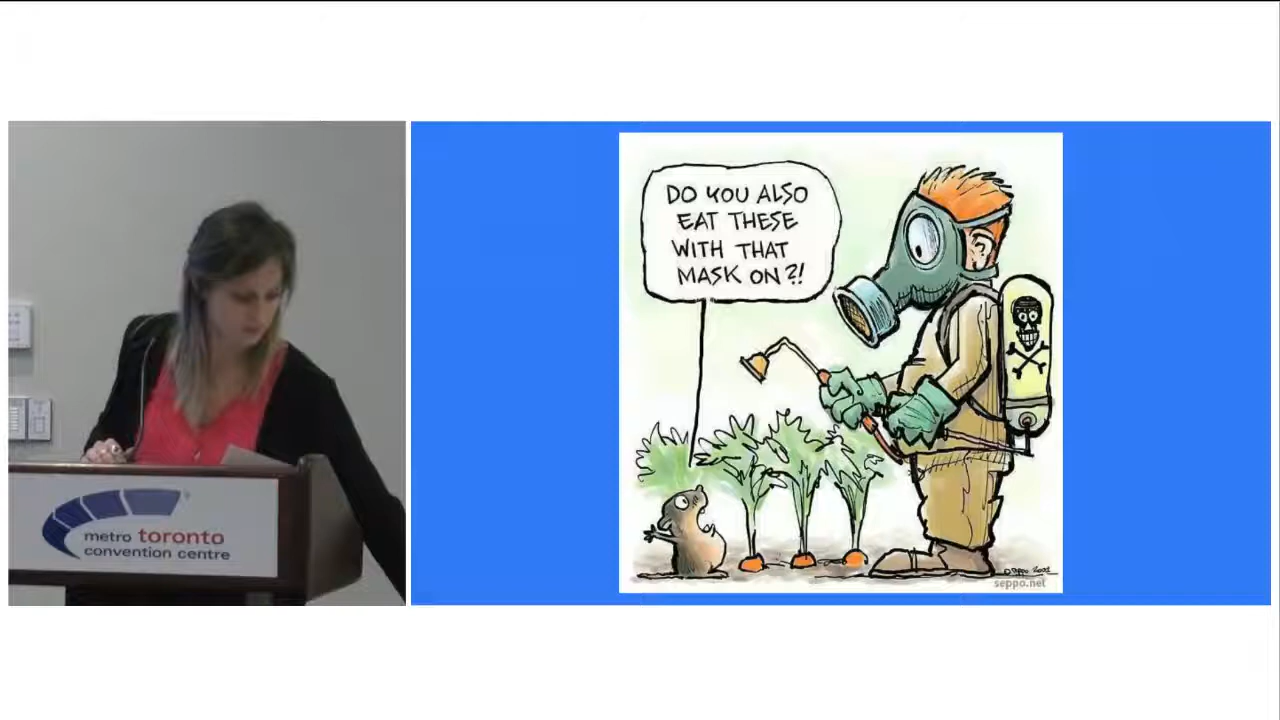 DO YOU ALSO
EAT THESE
WITH THAT
MASK ON?!
seppo.net
metro toronto
convention centre